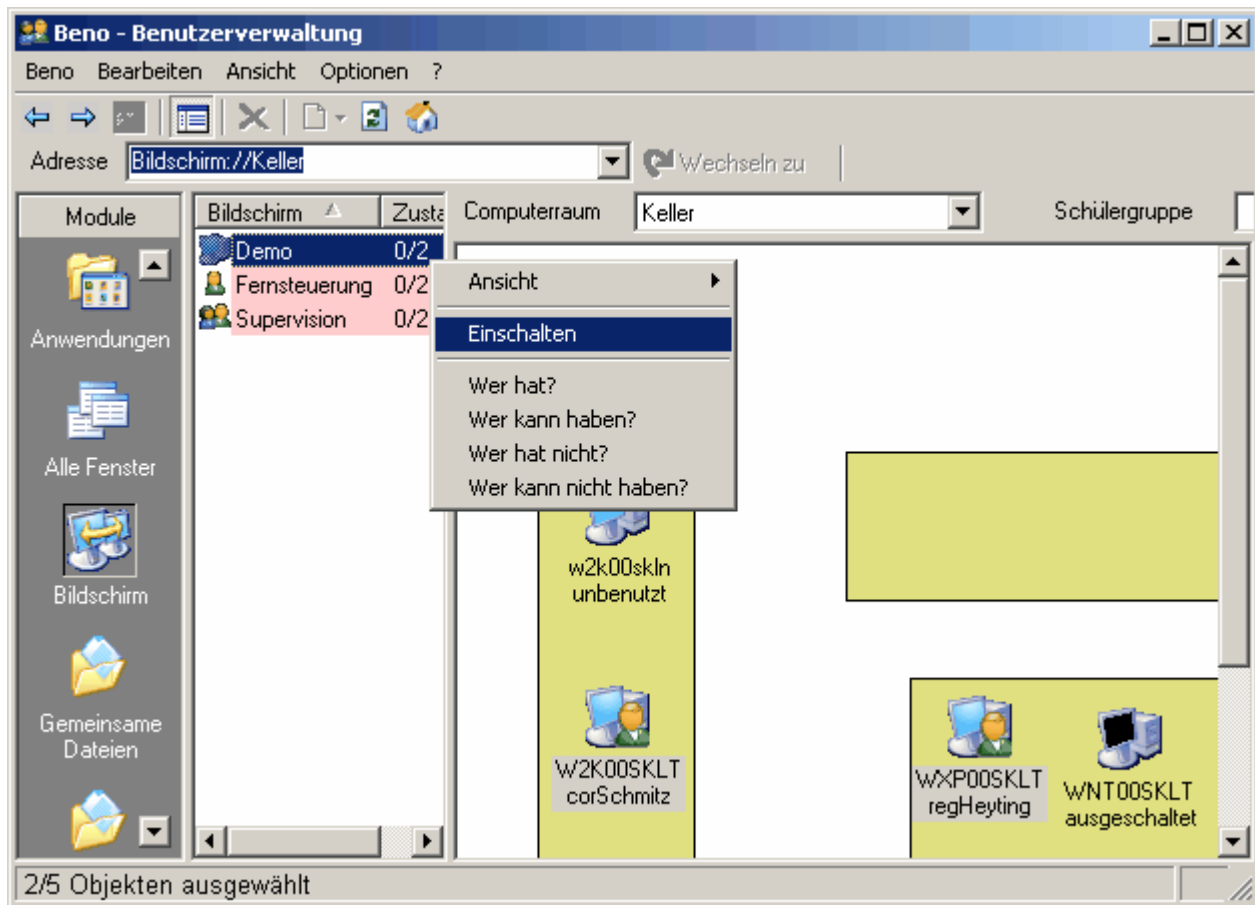 Beno - Benutzerverwaltung
Beno Bearbeiten Ansicht Optionen ?
Adresse Bildschirm://Keller Wechseln zu
Module
Anwendungen
Alle Fenster
Bildschirm
Gemeinsame
Dateien
Bildschirm Zusta
Demo 0/2
Fernsteuerung 0/2
Supervision 0/2
Computerraum Keller Schülergruppe
Ansicht
Einschalten
Wer hat?
Wer kann haben?
Wer hat nicht?
Wer kann nicht haben?
w2k00skln
unbenutzt
W2K00SKLT
corSchmitz
WXP00SKLT
regHeyting
WNT00SKLT
ausgeschaltet
2/5 Objekten ausgewählt